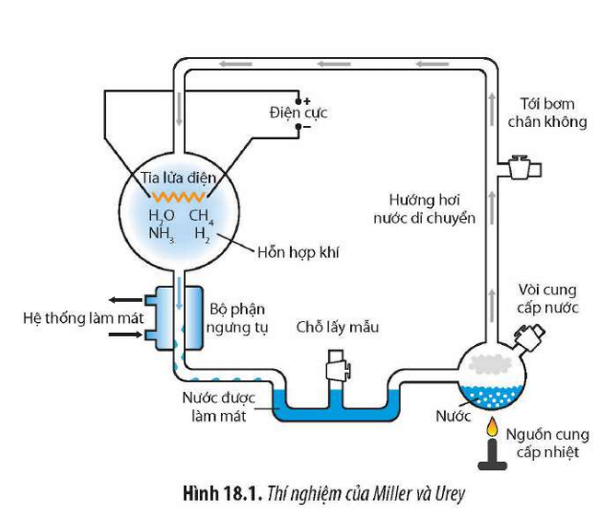 Điện cực
+
−
Tới bơm
chân không
Tia lửa điện
H₂O CH₄
NH₃ H₂
Hướng hơi
nước di chuyển
Hỗn hợp khí
Vòi cung
cấp nước
Hệ thống làm mát
Bộ phận
ngưng tụ
Chỗ lấy mẫu
Nước được
làm mát
Nước
Nguồn cung
cấp nhiệt
Hình 18.1. Thí nghiệm của Miller và Urey